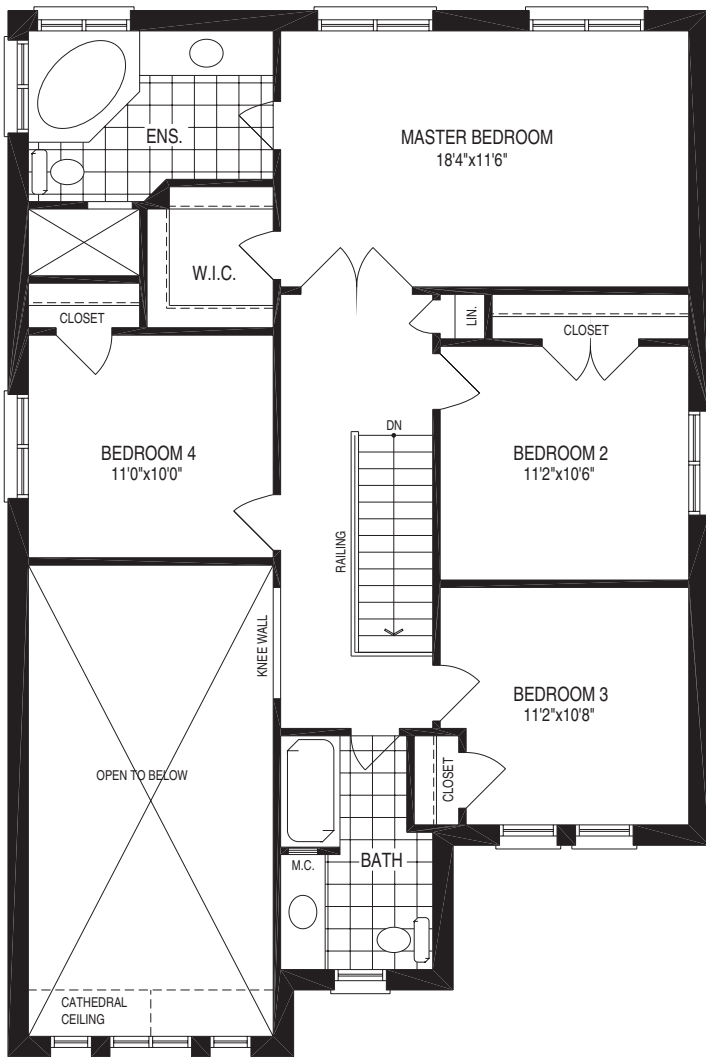 ENS.
MASTER BEDROOM
18'4"x11'6"
W.I.C.
CLOSET
LIN.
CLOSET
BEDROOM 4
11'0"x10'0"
DN
BEDROOM 2
11'2"x10'6"
RAILING
KNEE WALL
BEDROOM 3
11'2"x10'8"
OPEN TO BELOW
CLOSET
M.C.
BATH
CATHEDRAL
CEILING